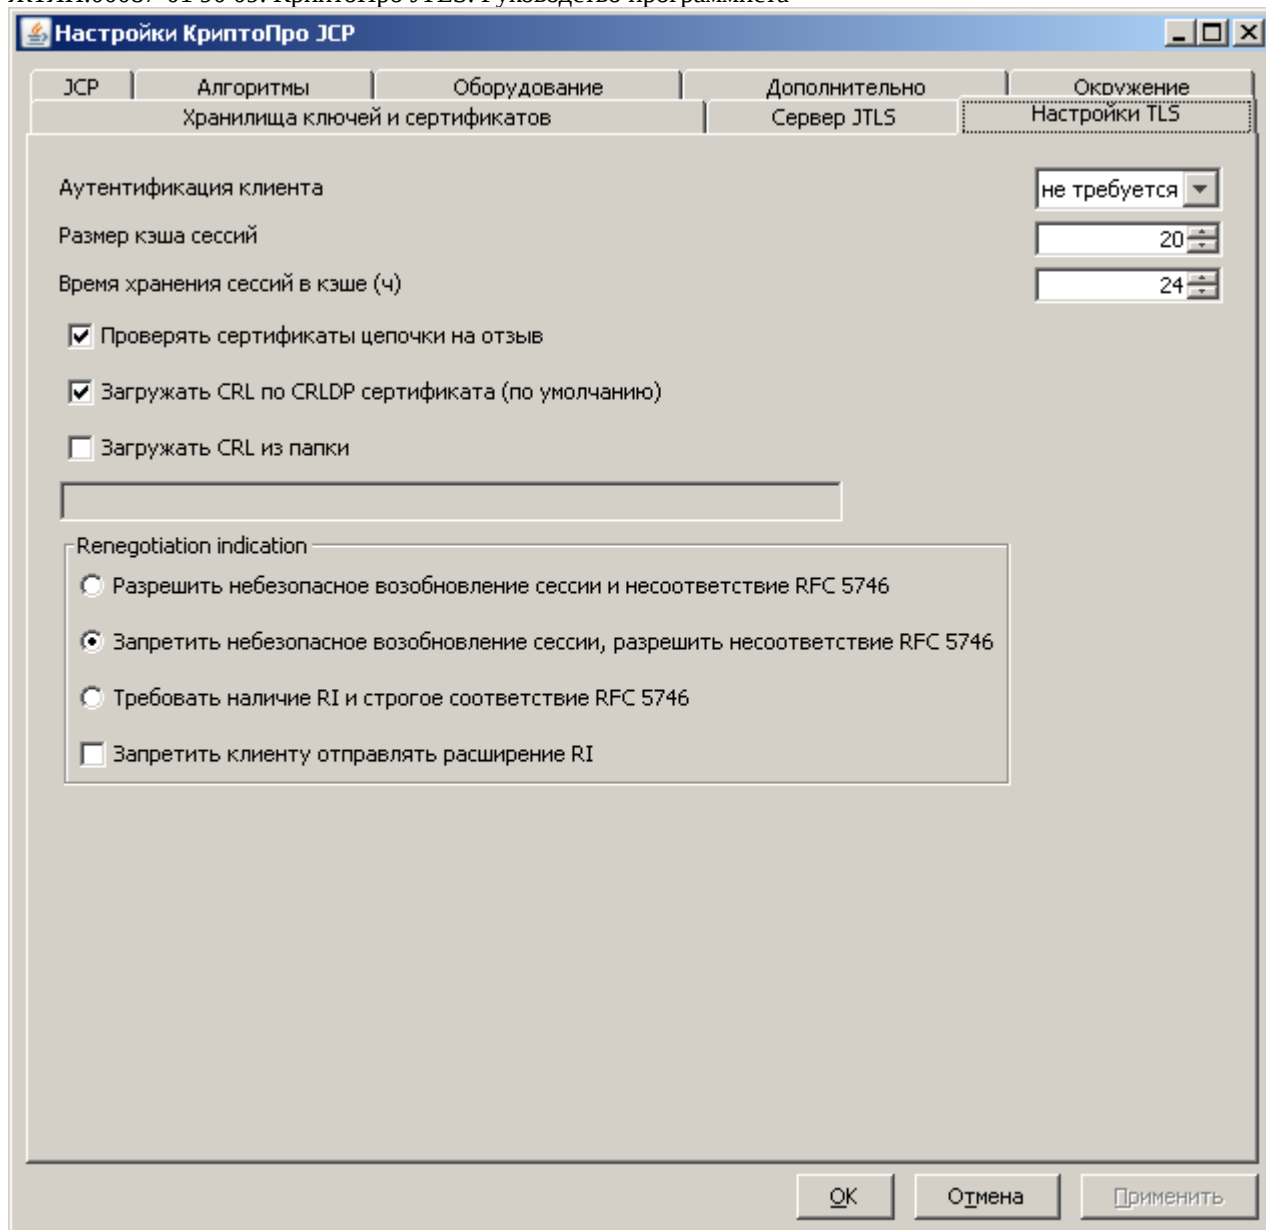 Настройки КриптоПро JCP
JCP Алгоритмы Оборудование Дополнительно Окружение
Хранилища ключей и сертификатов Сервер JTLS Настройки TLS
Аутентификация клиента не требуется
Размер кэша сессий 20
Время хранения сессий в кэше (ч) 24
Проверять сертификаты цепочки на отзыв
Загружать CRL по CRLDP сертификата (по умолчанию)
Загружать CRL из папки
Renegotiation indication
Разрешить небезопасное возобновление сессии и несоответствие RFC 5746
Запретить небезопасное возобновление сессии, разрешить несоответствие RFC 5746
Требовать наличие RI и строгое соответствие RFC 5746
Запретить клиенту отправлять расширение RI
OK Отмена Применить